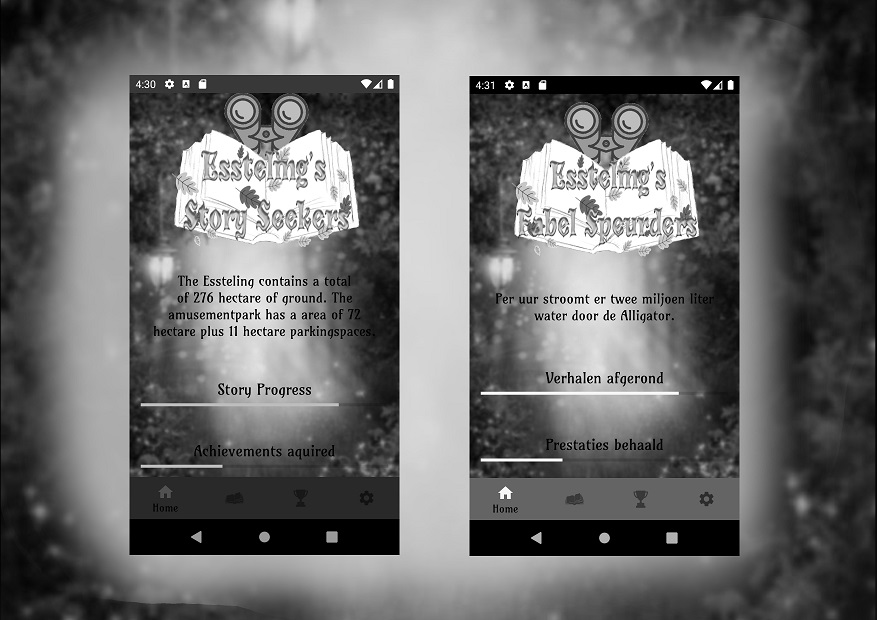 4:30
Essteling's
Story Seekers
The Essteling contains a total
of 276 hectare of ground. The
amusementpark has a area of 72
hectare plus 11 hectare parkingspaces.
Story Progress
Achievements aquired
Home
4:31
Essteling's
Fabel Speurders
Per uur stroomt er twee miljoen liter
water door de Alligator.
Verhalen afgerond
Prestaties behaald
Home